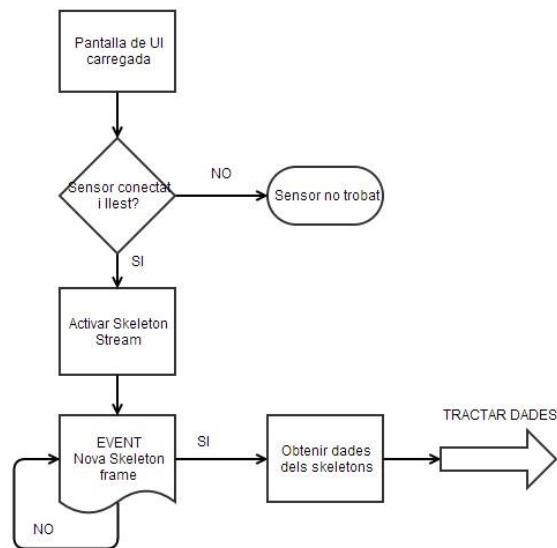 Pantalla de UI
carregada
Sensor conectat
i llest?
NO
Sensor no trobat
SI
Activar Skeleton
Stream
EVENT
Nova Skeleton
frame
SI
NO
Obtenir dades
dels skeletons
TRACTAR DADES